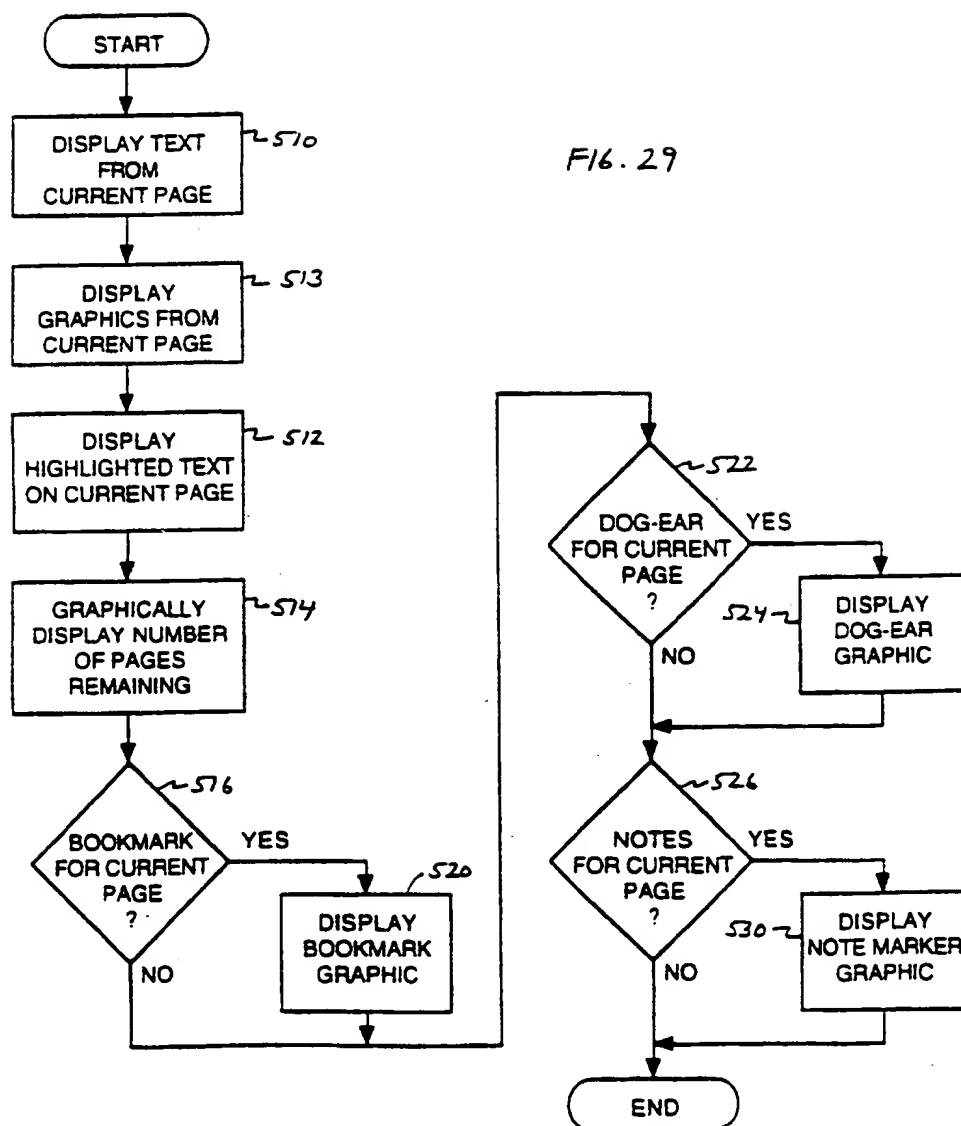 START
DISPLAY TEXT
FROM
CURRENT PAGE
510
FIG. 29
DISPLAY
GRAPHICS FROM
CURRENT PAGE
513
DISPLAY
HIGHLIGHTED TEXT
ON CURRENT PAGE
512
GRAPHICALLY
DISPLAY NUMBER
OF PAGES
REMAINING
514
BOOKMARK
FOR CURRENT
PAGE
?
516
YES
NO
DISPLAY
BOOKMARK
GRAPHIC
520
DOG-EAR
FOR CURRENT
PAGE
?
522
YES
NO
DISPLAY
DOG-EAR
GRAPHIC
524
NOTES
FOR CURRENT
PAGE
?
526
YES
NO
DISPLAY
NOTE MARKER
GRAPHIC
530
END